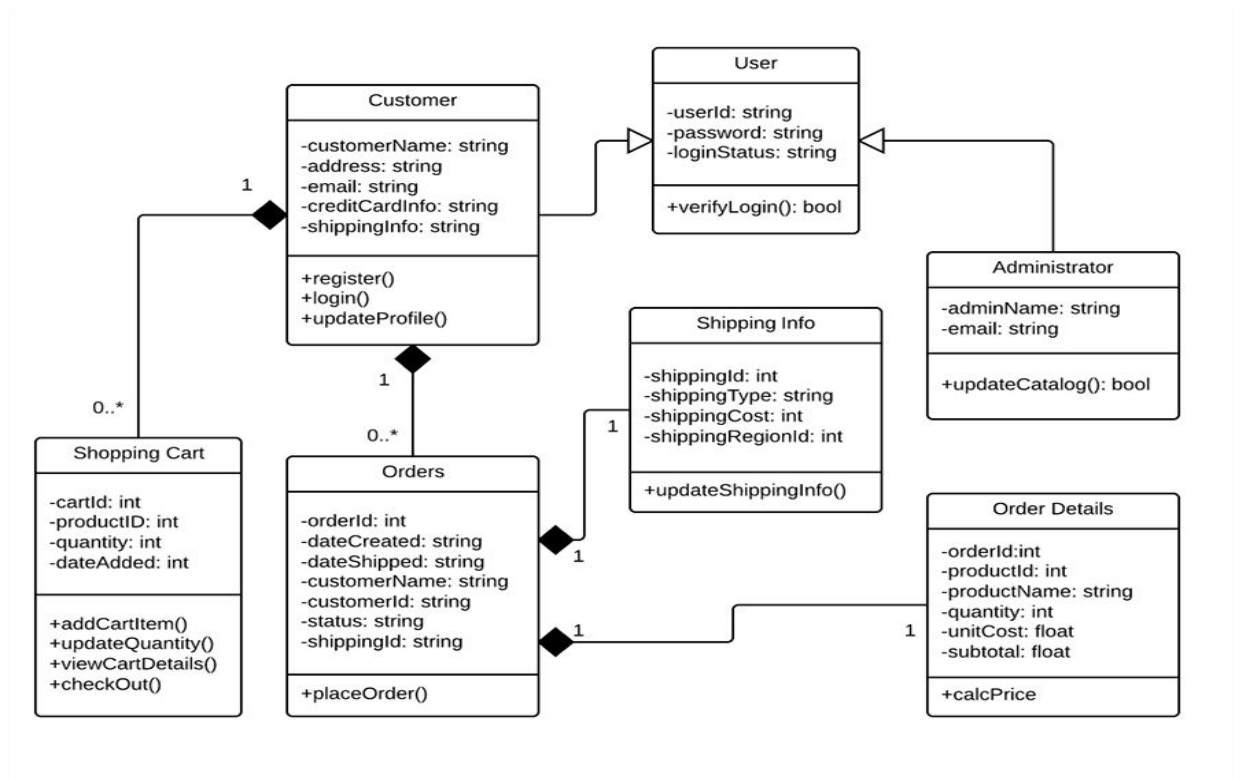 User
-userId: string
-password: string
-loginStatus: string
+verifyLogin(): bool
Customer
-customerName: string
-address: string
-email: string
-creditCardInfo: string
-shippingInfo: string
+register()
+login()
+updateProfile()
1
0..*
1
0..*
Administrator
-adminName: string
-email: string
+updateCatalog(): bool
Shipping Info
-shippingId: int
-shippingType: string
-shippingCost: int
-shippingRegionId: int
+updateShippingInfo()
1
1
Shopping Cart
-cartId: int
-productID: int
-quantity: int
-dateAdded: int
+addCartItem()
+updateQuantity()
+viewCartDetails()
+checkOut()
Orders
-orderId: int
-dateCreated: string
-dateShipped: string
-customerName: string
-customerId: string
-status: string
-shippingId: string
+placeOrder()
1
1
Order Details
-orderId:int
-productId: int
-productName: string
-quantity: int
-unitCost: float
-subtotal: float
+calcPrice